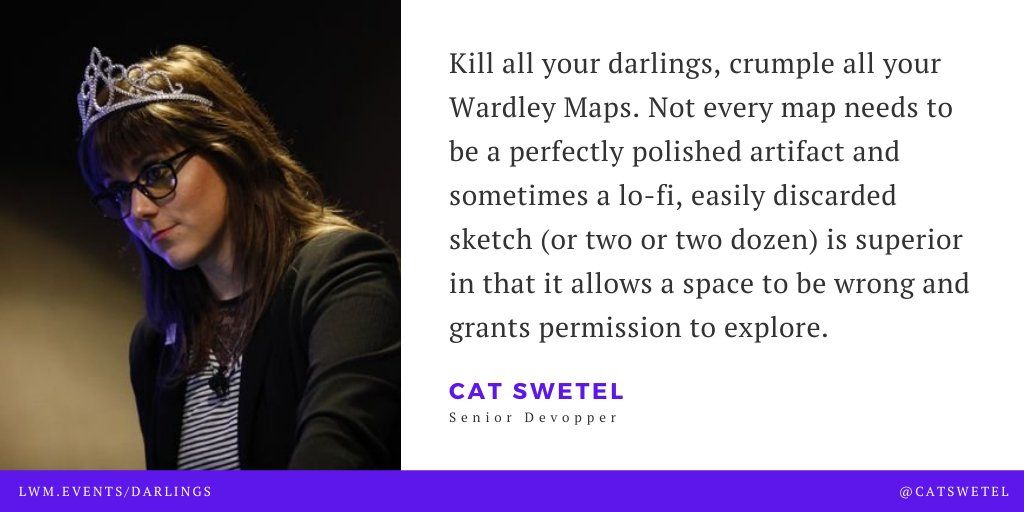 Kill all your darlings, crumple all your
Wardley Maps. Not every map needs to
be a perfectly polished artifact and
sometimes a lo-fi, easily discarded
sketch (or two or two dozen) is superior
in that it allows a space to be wrong and
grants permission to explore.
CAT SWETEL
Senior Devopper
LWM.EVENTS/DARLINGS
@CATSWETEL